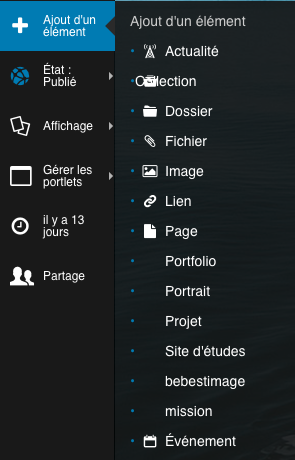 Ajout d'un
élément
État :
Publié
Affichage
Gérer les
portlets
il y a 13
jours
Partage
Ajout d'un élément
Actualité
Collection
Dossier
Fichier
Image
Lien
Page
Portfolio
Portrait
Projet
Site d'études
bebestimage
mission
Événement